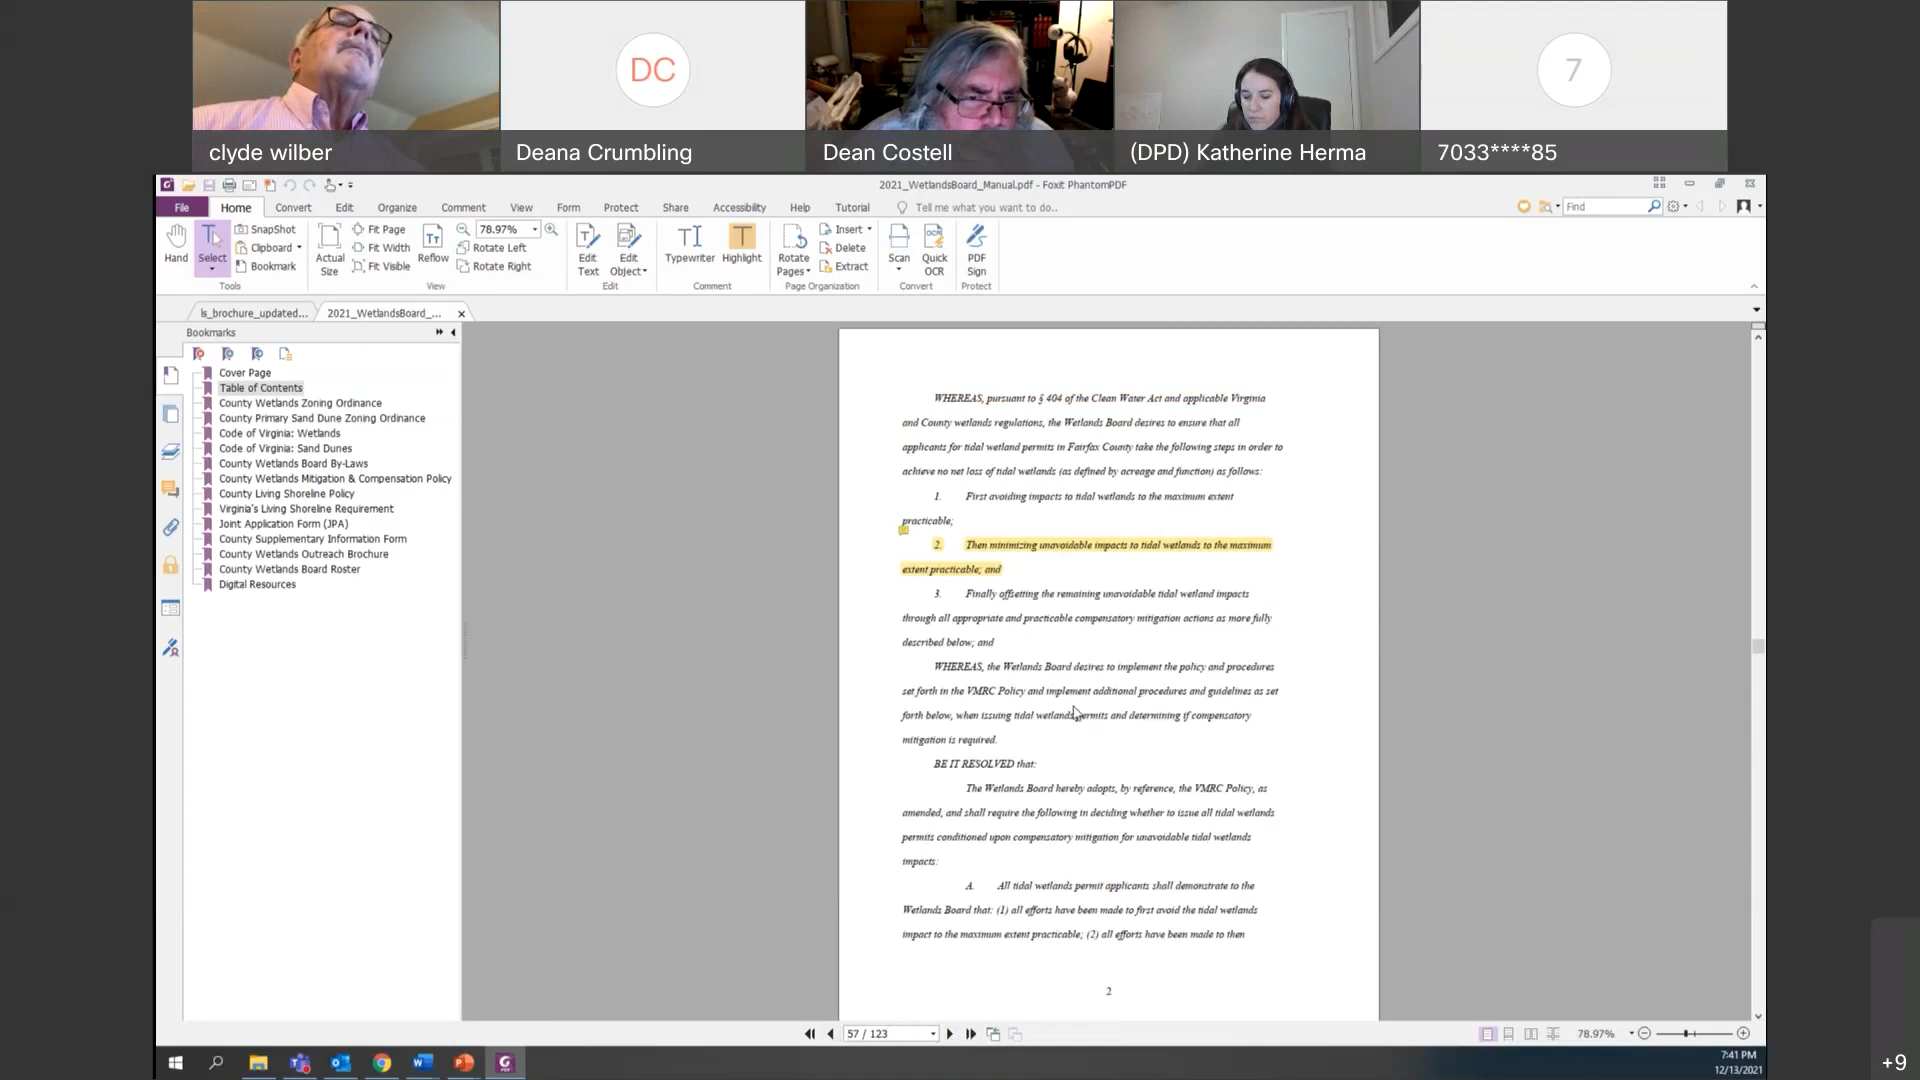 DC
7
clyde wilber
Deana Crumbling
Dean Costell
(DPD) Katherine Herma
7033****85
2021_WetlandsBoard_Manual.pdf - Foxit PhantomPDF
File
Home
Convert
Edit
Organize
Comment
View
Form
Protect
Share
Accessibility
Help
Tutorial
Tell me what you want to do..
Find
Hand
Select
SnapShot
Clipboard
Bookmark
Tools
Actual Size
Fit Page
Fit Width
Fit Visible
Reflow
78.97%
Rotate Left
Rotate Right
View
Edit Text
Edit Object
Edit
Typewriter
Highlight
Comment
Rotate Pages
Insert
Delete
Extract
Page Organization
Scan
Quick OCR
Convert
PDF Sign
Protect
ls_brochure_updated...
2021_WetlandsBoard_...
Bookmarks
Cover Page
Table of Contents
County Wetlands Zoning Ordinance
County Primary Sand Dune Zoning Ordinance
Code of Virginia: Wetlands
Code of Virginia: Sand Dunes
County Wetlands Board By-Laws
County Wetlands Mitigation & Compensation Policy
County Living Shoreline Policy
Virginia's Living Shoreline Requirement
Joint Application Form (JPA)
County Supplementary Information Form
County Wetlands Outreach Brochure
County Wetlands Board Roster
Digital Resources
WHEREAS, pursuant to § 404 of the Clean Water Act and applicable Virginia
and County wetlands regulations, the Wetlands Board desires to ensure that all
applicants for tidal wetland permits in Fairfax County take the following steps in order to
achieve no net loss of tidal wetlands (as defined by acreage and function) as follows:
1. First avoiding impacts to tidal wetlands to the maximum extent
practicable;
2. Then minimizing unavoidable impacts to tidal wetlands to the maximum
extent practicable; and
3. Finally offsetting the remaining unavoidable tidal wetland impacts
through all appropriate and practicable compensatory mitigation actions as more fully
described below; and
WHEREAS, the Wetlands Board desires to implement the policy and procedures
set forth in the VMRC Policy and implement additional procedures and guidelines as set
forth below, when issuing tidal wetlands permits and determining if compensatory
mitigation is required.
BE IT RESOLVED that:
The Wetlands Board hereby adopts, by reference, the VMRC Policy, as
amended, and shall require the following in deciding whether to issue all tidal wetlands
permits conditioned upon compensatory mitigation for unavoidable tidal wetlands
impacts:
A. All tidal wetlands permit applicants shall demonstrate to the
Wetlands Board that: (1) all efforts have been made to first avoid the tidal wetlands
impact to the maximum extent practicable; (2) all efforts have been made to then
2
57 / 123
78.97%
7:41 PM
12/13/2021
+9